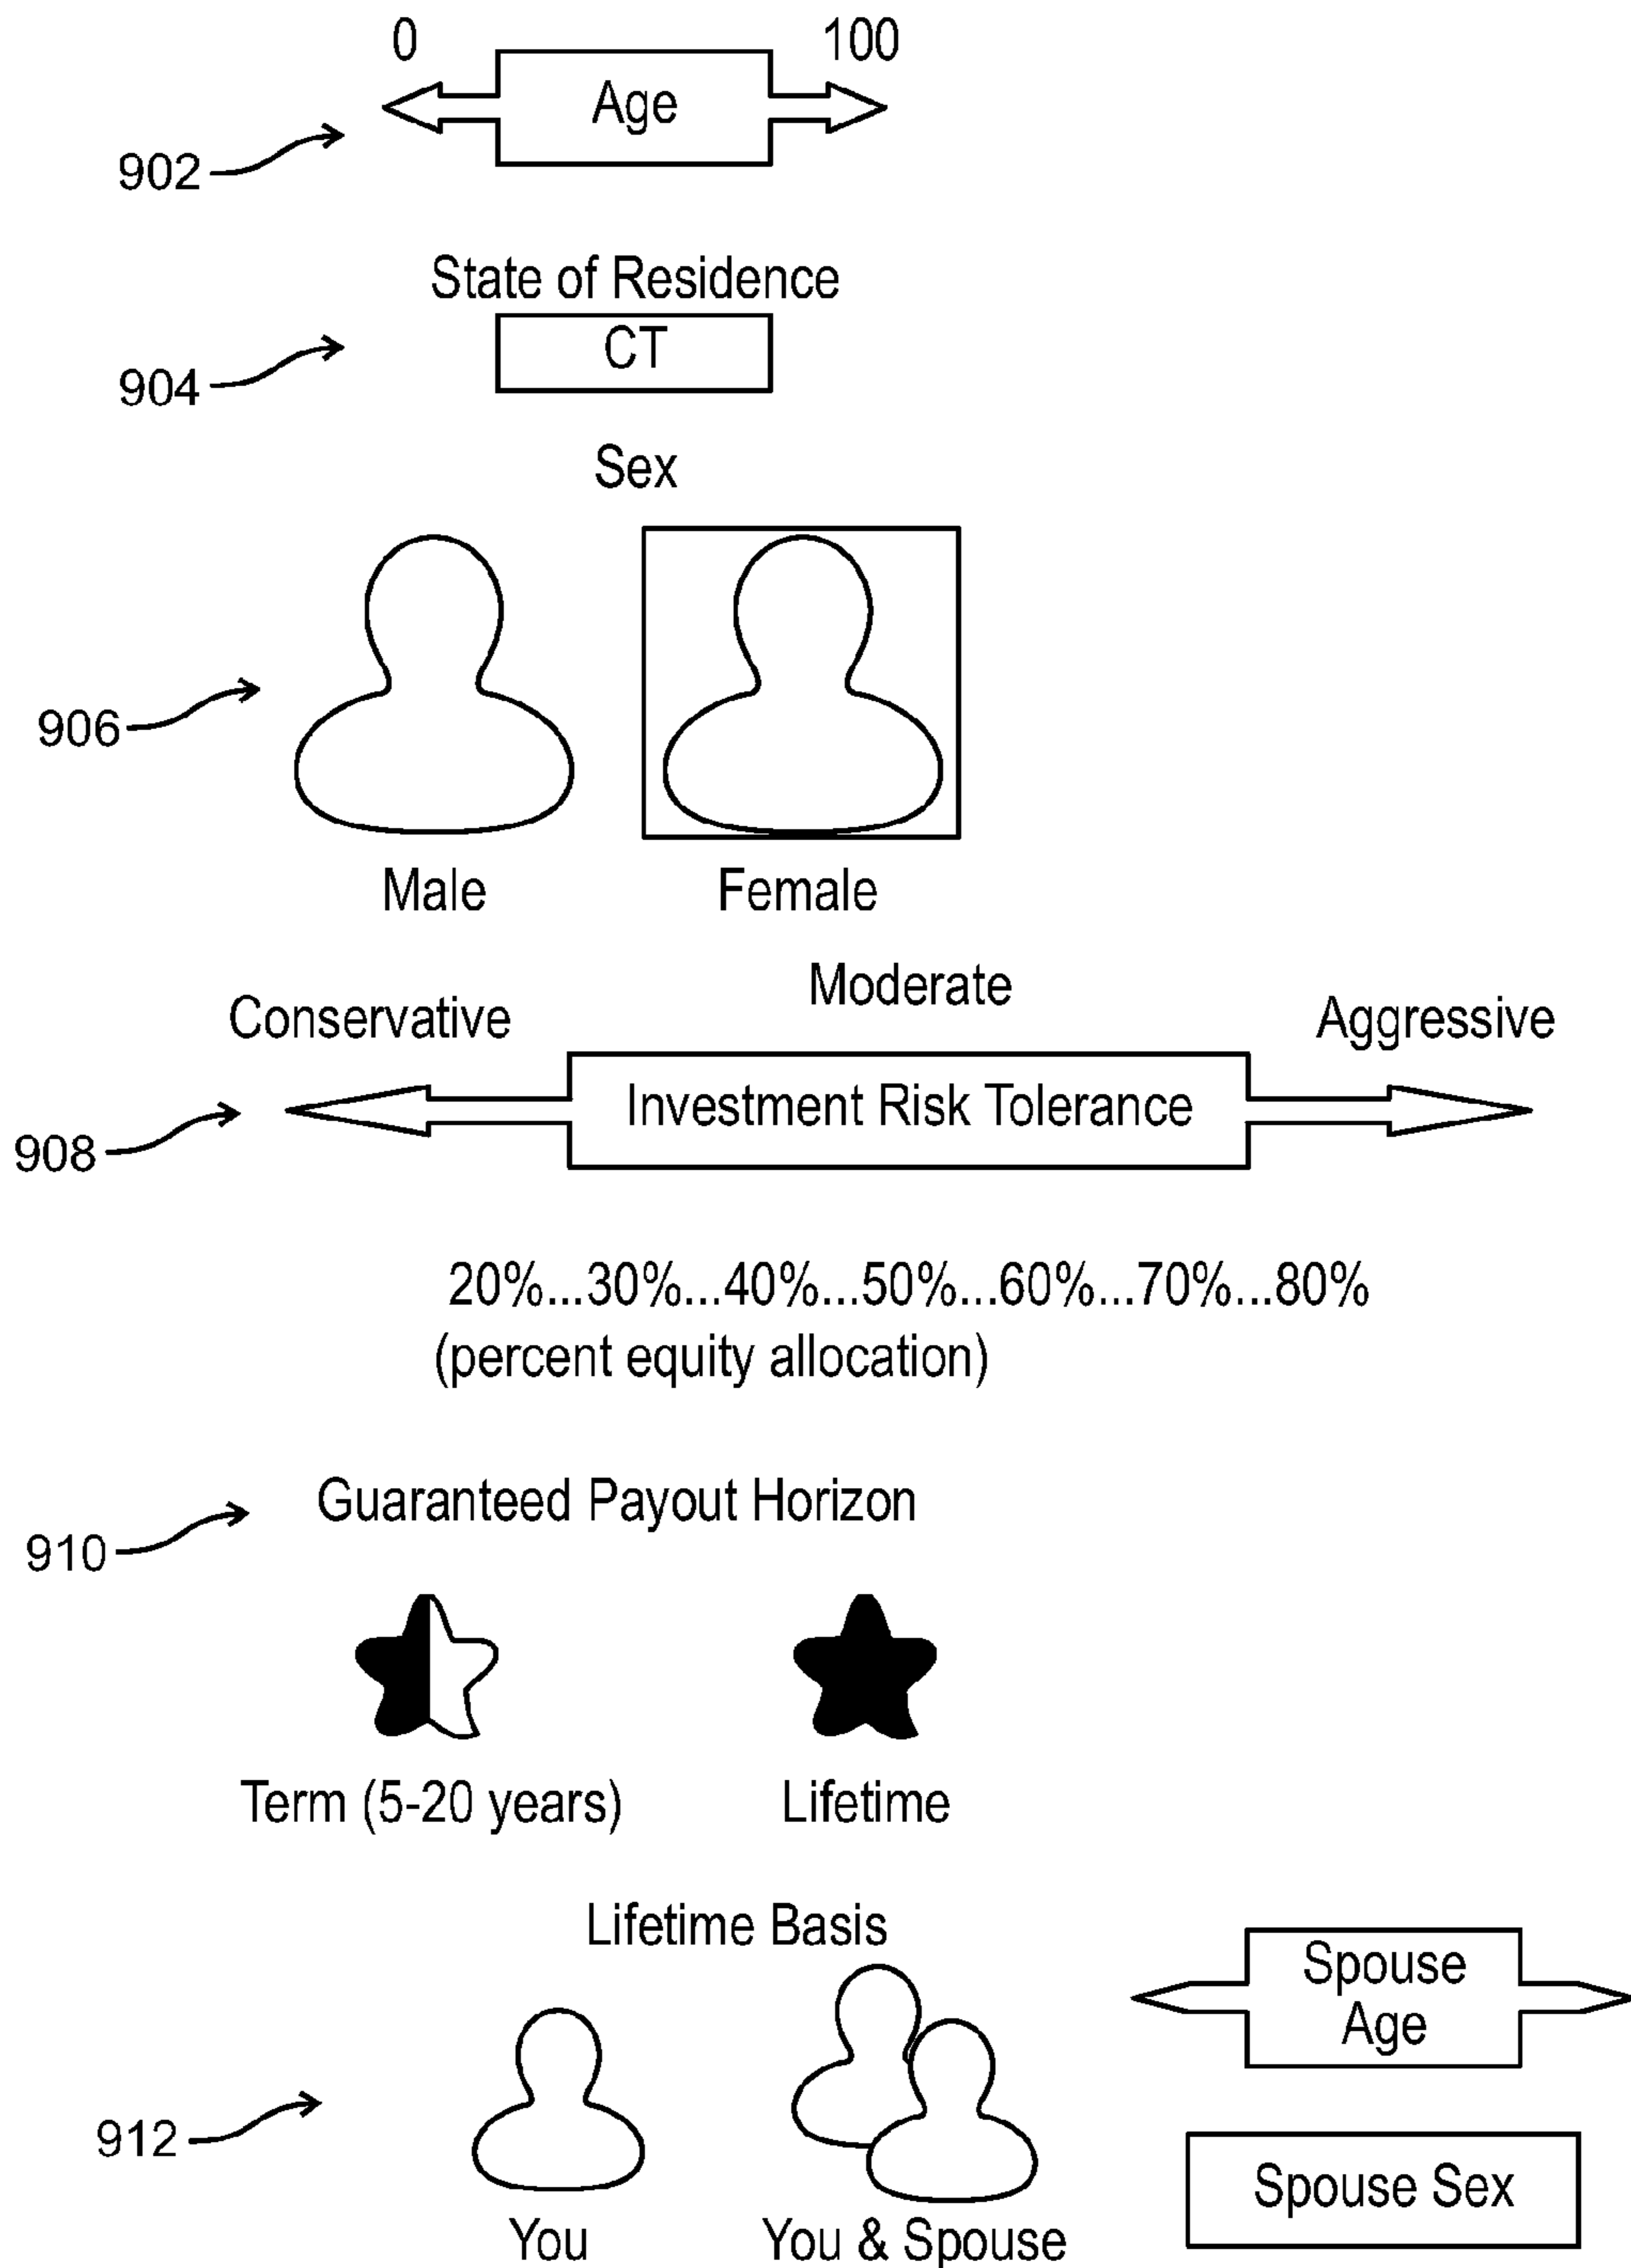 0
100
Age
902
State of Residence
CT
904
Sex
906
Male
Female
Moderate
Conservative
Aggressive
Investment Risk Tolerance
908
20%...30%...40%...50%...60%...70%...80%
(percent equity allocation)
Guaranteed Payout Horizon
910
Term (5-20 years)
Lifetime
Lifetime Basis
Spouse
Age
912
Spouse Sex
You
You & Spouse